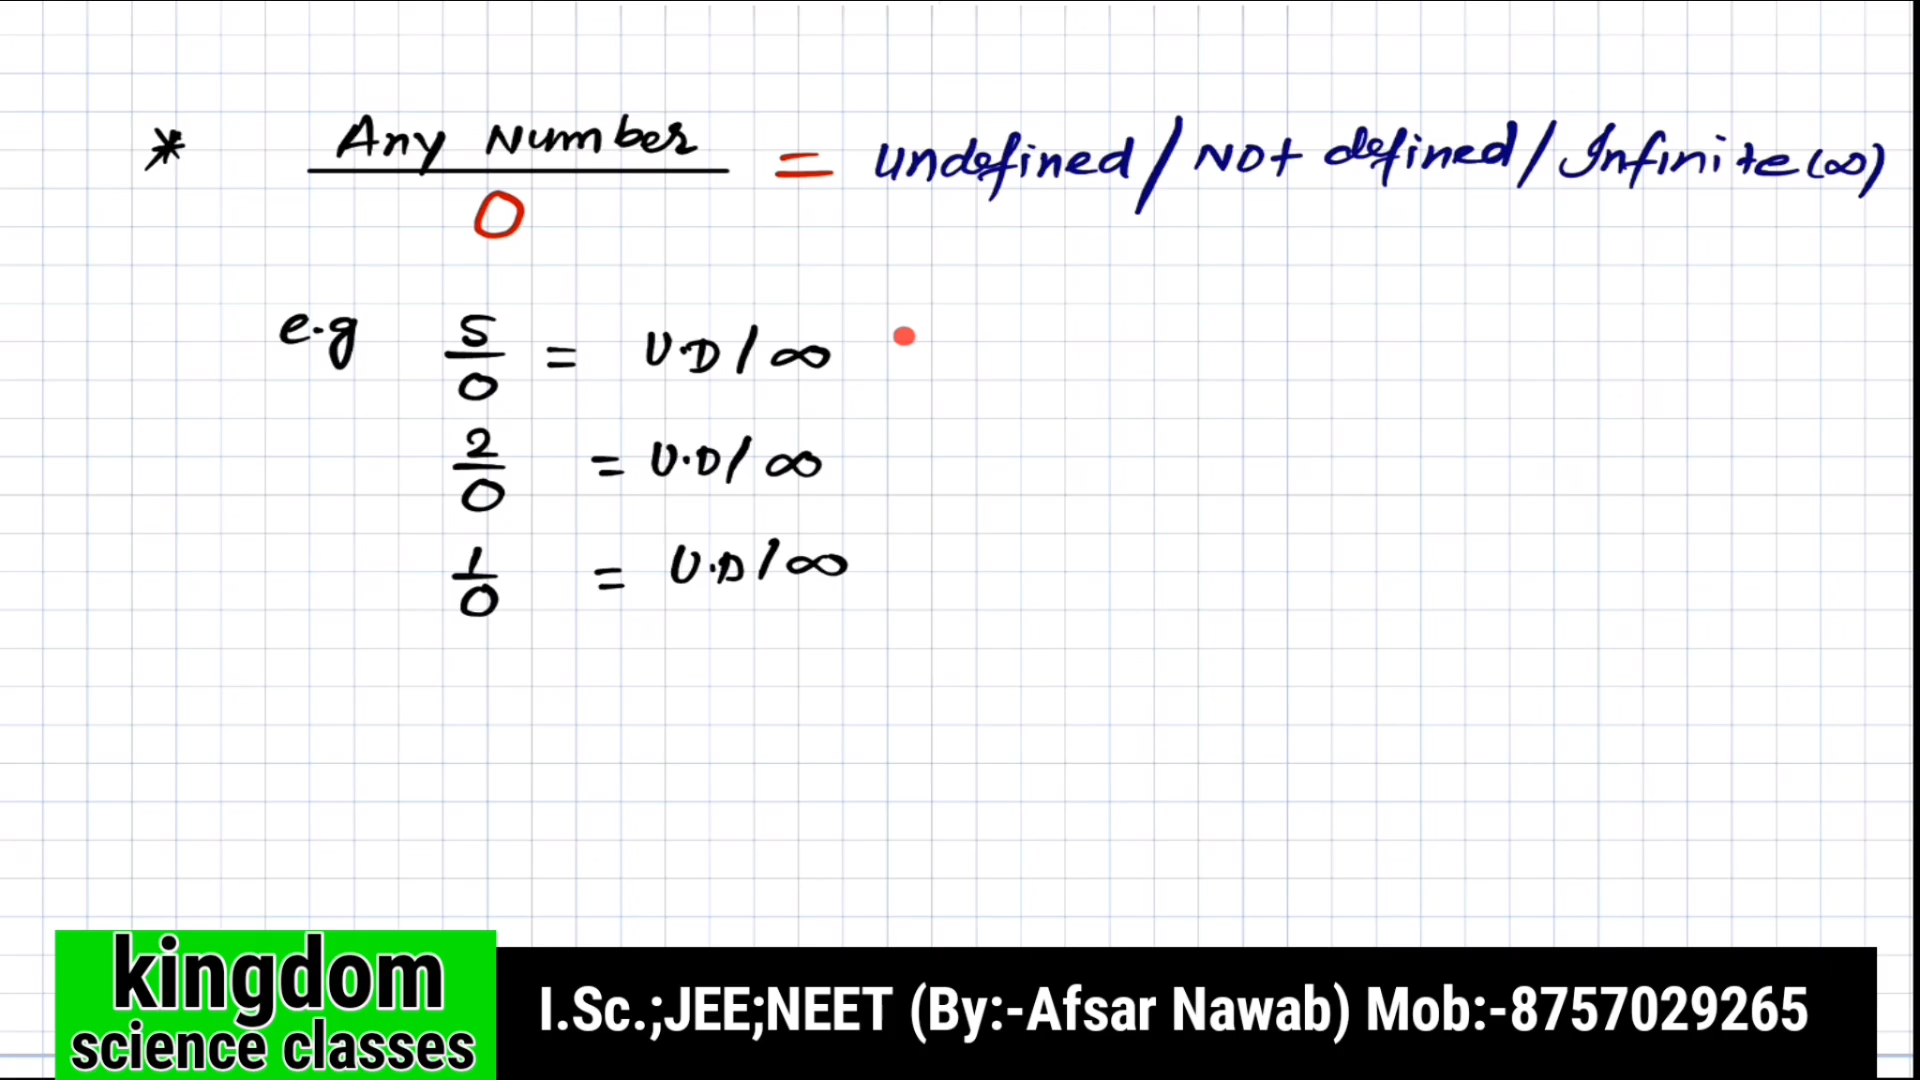 * Any Number / 0 = undefined / Not defined / Infinite (∞)
e.g 5/0 = U.D / ∞
2/0 = U.D / ∞
1/0 = U.D / ∞
kingdom
science classes
I.Sc.;JEE;NEET (By:-Afsar Nawab) Mob:-8757029265